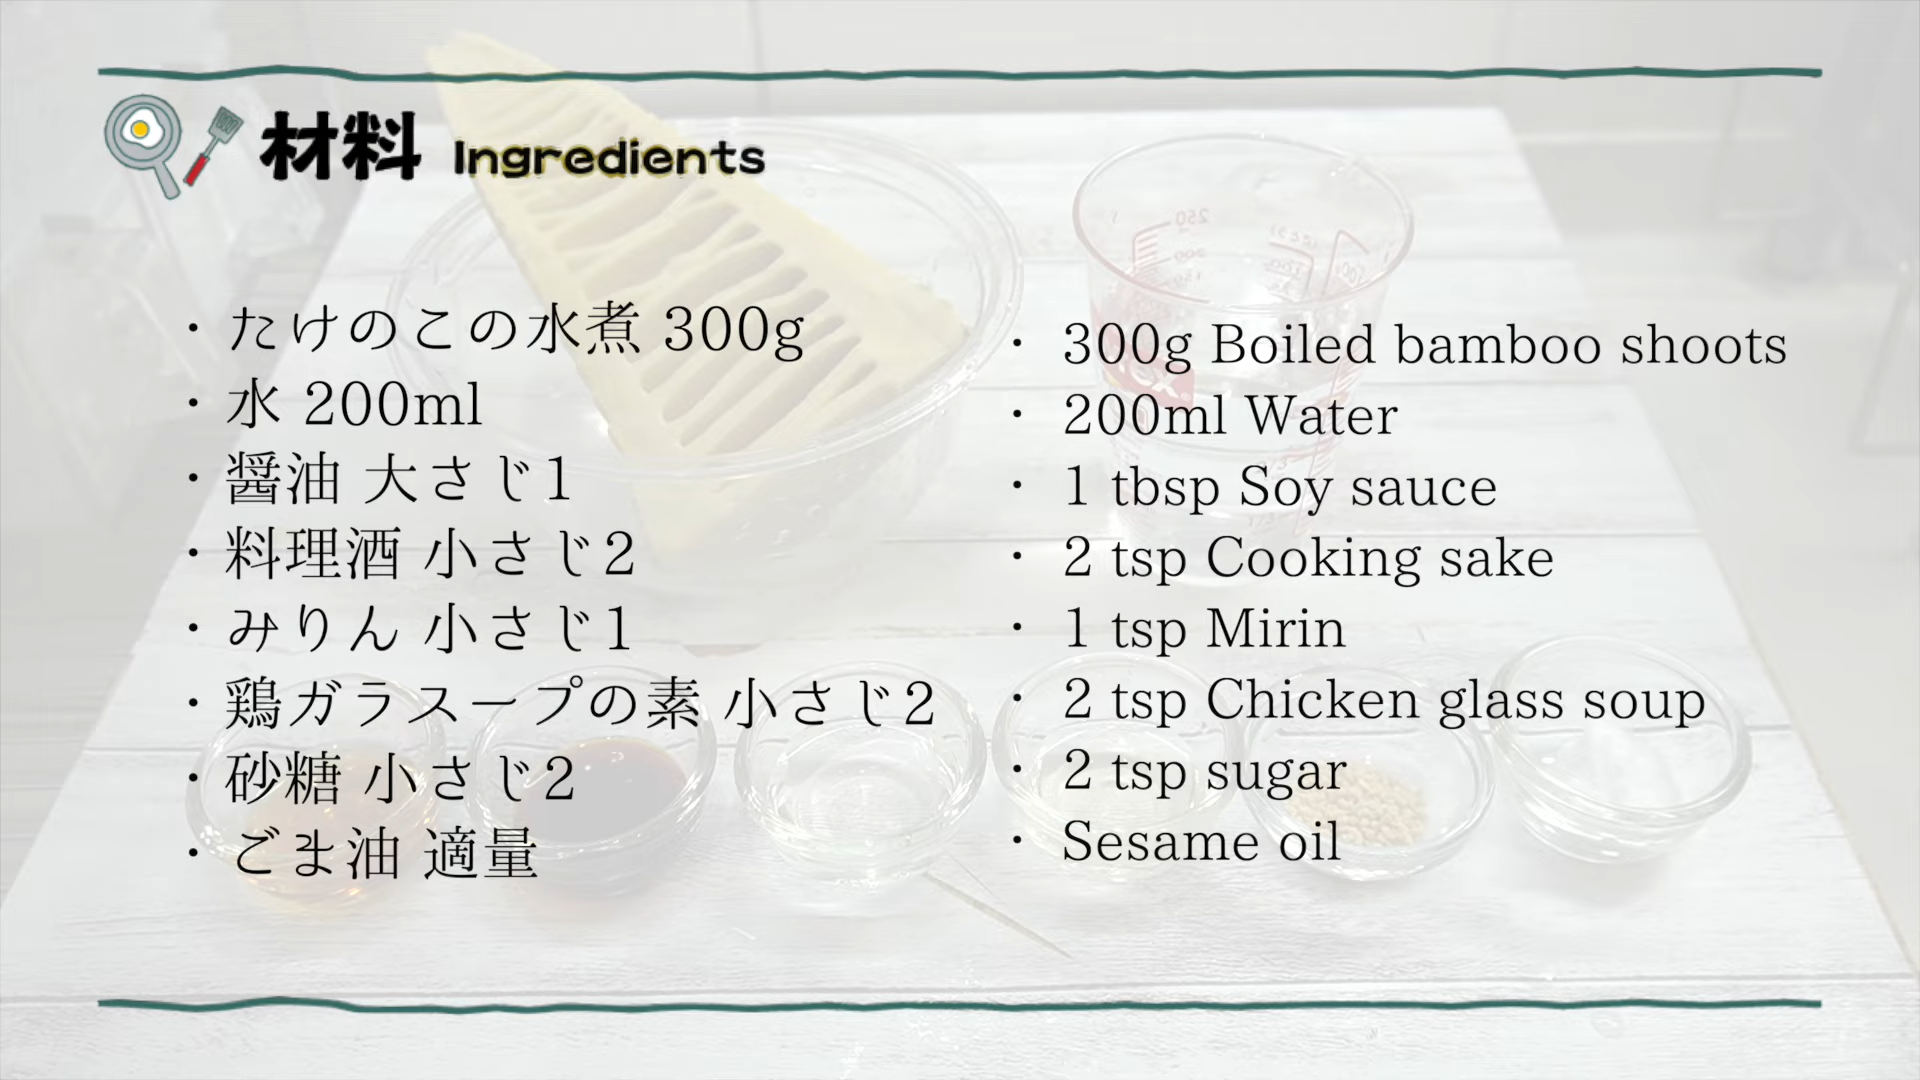 材料 Ingredients
・たけのこの水煮 300g
・水 200ml
・醤油 大さじ1
・料理酒 小さじ2
・みりん 小さじ1
・鶏ガラスープの素 小さじ2
・砂糖 小さじ2
・ごま油 適量
・ 300g Boiled bamboo shoots
・ 200ml Water
・ 1 tbsp Soy sauce
・ 2 tsp Cooking sake
・ 1 tsp Mirin
・ 2 tsp Chicken glass soup
・ 2 tsp sugar
・ Sesame oil